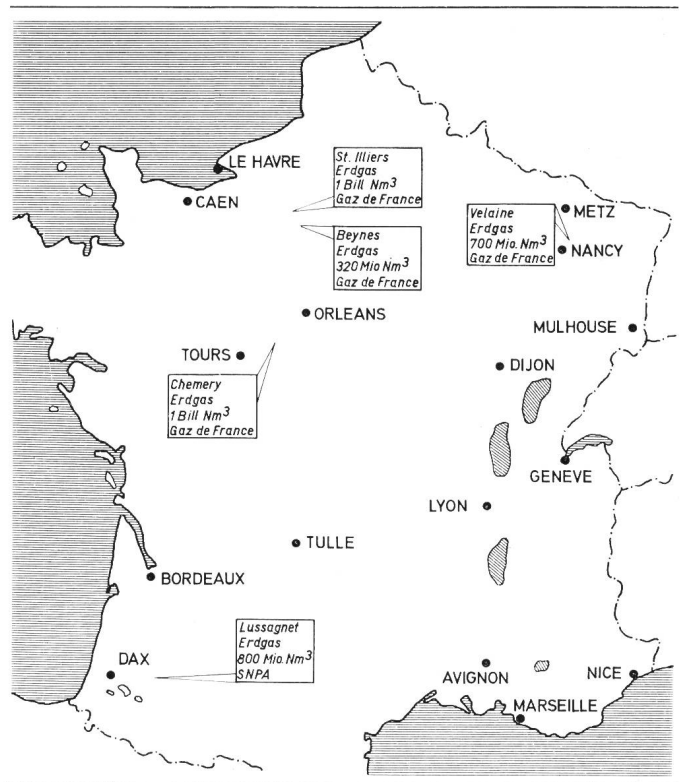 St. Illiers
Erdgas
1 Bill Nm³
Gaz de France
LE HAVRE
CAEN
Beynes
Erdgas
320 Mio Nm³
Gaz de France
Velaine
Erdgas
700 Mio. Nm³
Gaz de France
METZ
NANCY
ORLEANS
MULHOUSE
TOURS
DIJON
Chemery
Erdgas
1 Bill Nm³
Gaz de France
GENEVE
LYON
TULLE
BORDEAUX
Lussagnet
Erdgas
800 Mio. Nm³
SNPA
DAX
AVIGNON
NICE
MARSEILLE